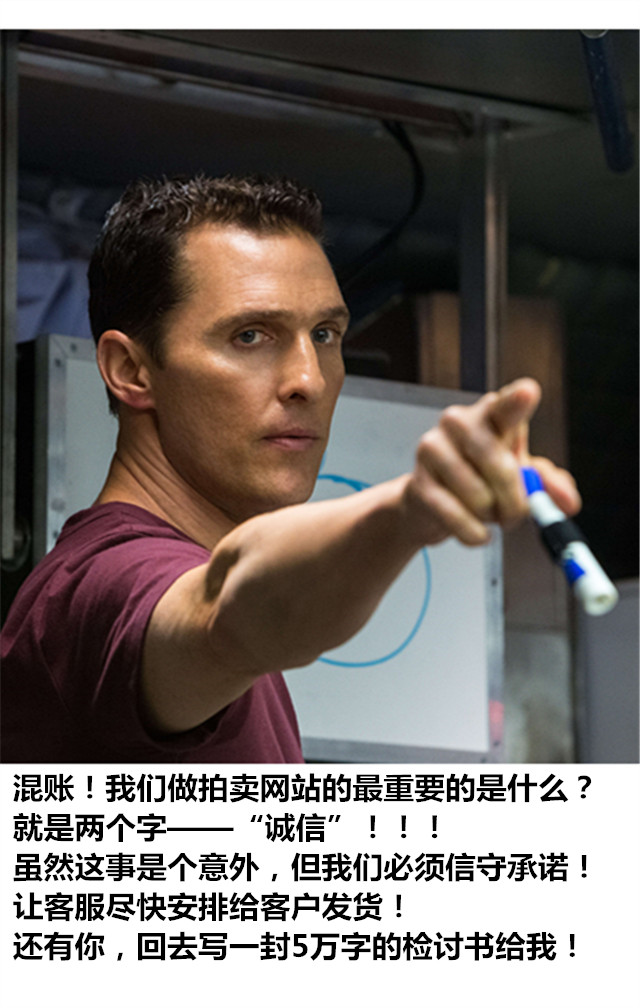 混账！我们做拍卖网站的最重要的是什么？
就是两个字——“诚信”！！！
虽然这事是个意外，但我们必须信守承诺！
让客服尽快安排给客户发货！
还有你，回去写一封5万字的检讨书给我！